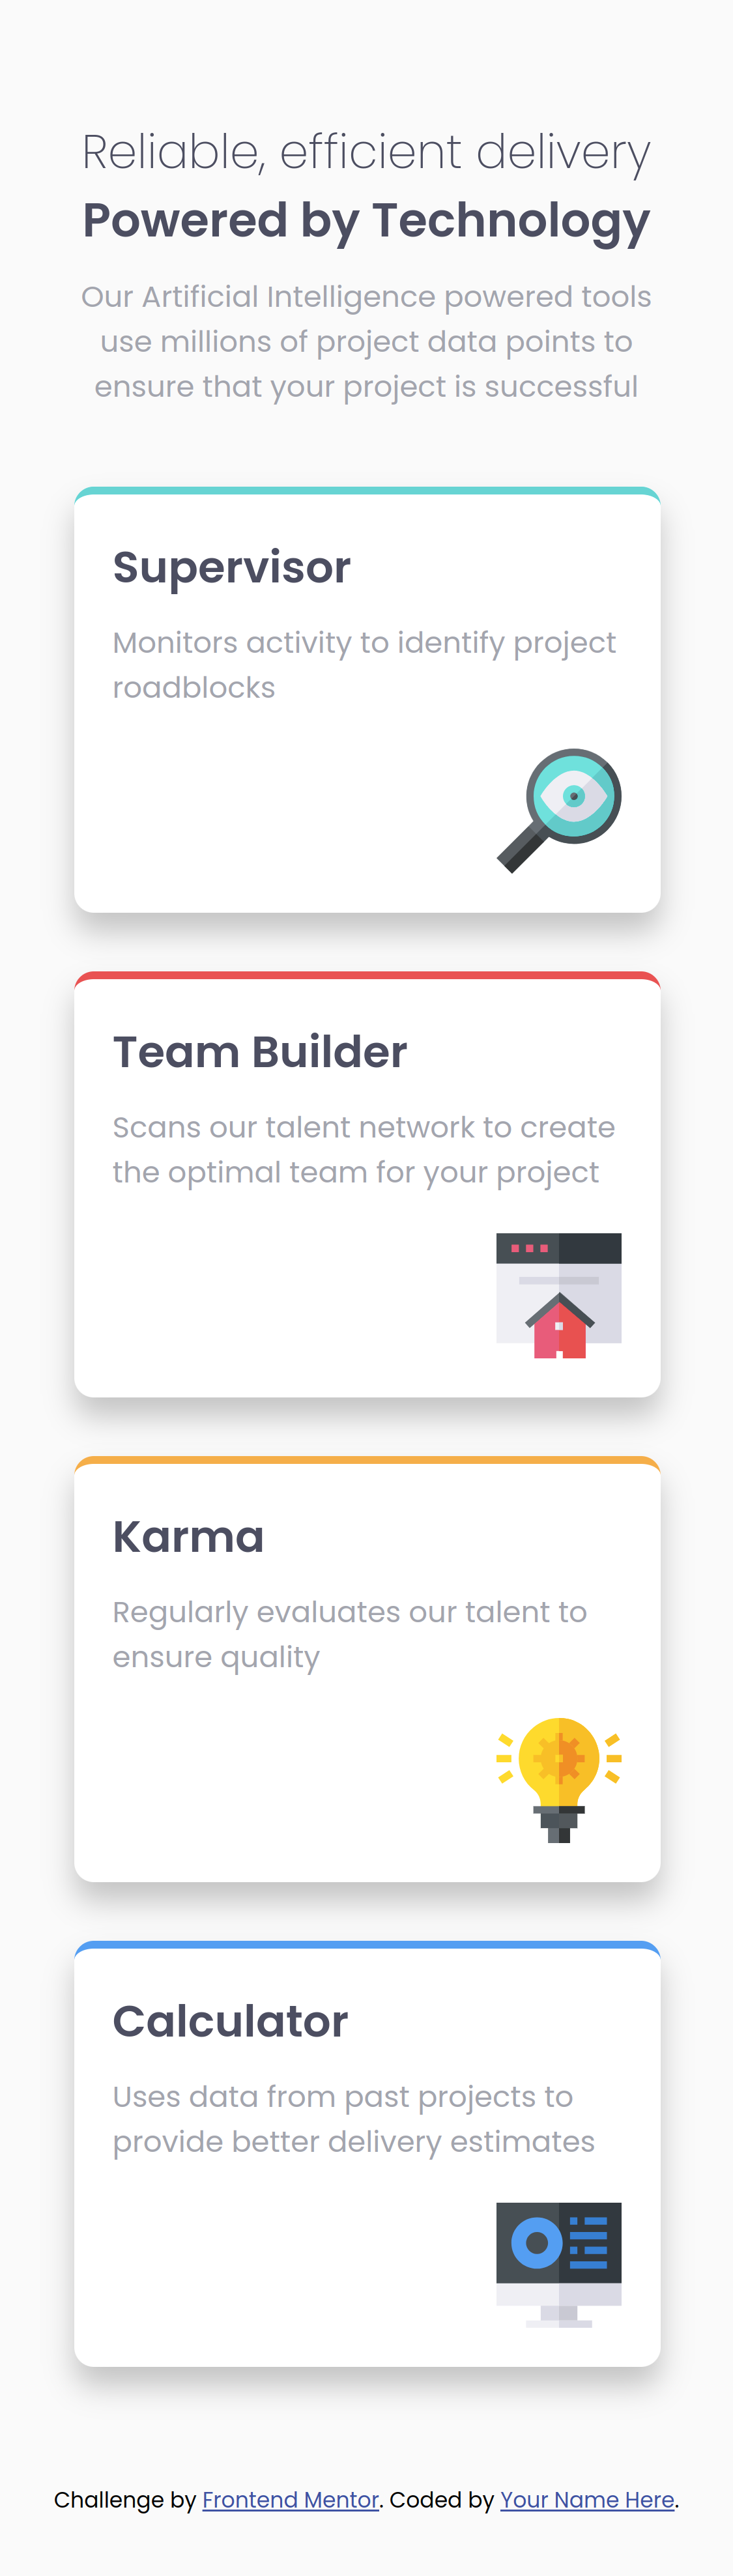 Reliable, efficient delivery
Powered by Technology
Our Artificial Intelligence powered tools
use millions of project data points to
ensure that your project is successful
Supervisor
Monitors activity to identify project
roadblocks
Team Builder
Scans our talent network to create
the optimal team for your project
Karma
Regularly evaluates our talent to
ensure quality
Calculator
Uses data from past projects to
provide better delivery estimates
Challenge by Frontend Mentor. Coded by Your Name Here.